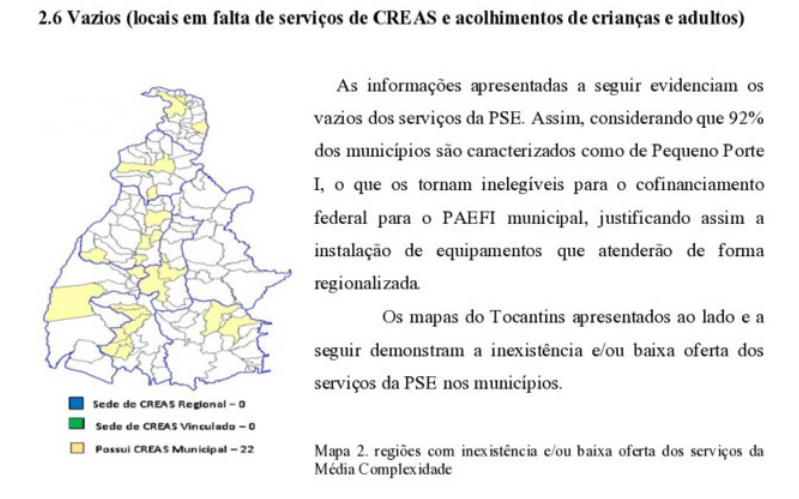 2.6 Vazios (locais em falta de serviços de CREAS e acolhimentos de crianças e adultos)
As informações apresentadas a seguir evidenciam os
vazios dos serviços da PSE. Assim, considerando que 92%
dos municípios são caracterizados como de Pequeno Porte
I, o que os tornam inelegíveis para o cofinanciamento
federal para o PAEFI municipal, justificando assim a
instalação de equipamentos que atenderão de forma
regionalizada.
Os mapas do Tocantins apresentados ao lado e a
seguir demonstram a inexistência e/ou baixa oferta dos
serviços da PSE nos municípios.
Sede de CREAS Regional – 0
Sede de CREAS Vinculado – 0
Possui CREAS Municipal – 22
Mapa 2. regiões com inexistência e/ou baixa oferta dos serviços da
Média Complexidade